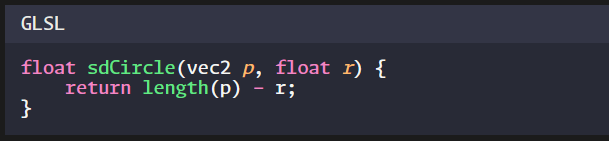 GLSL
float sdCircle(vec2 p, float r) {
    return length(p) - r;
}